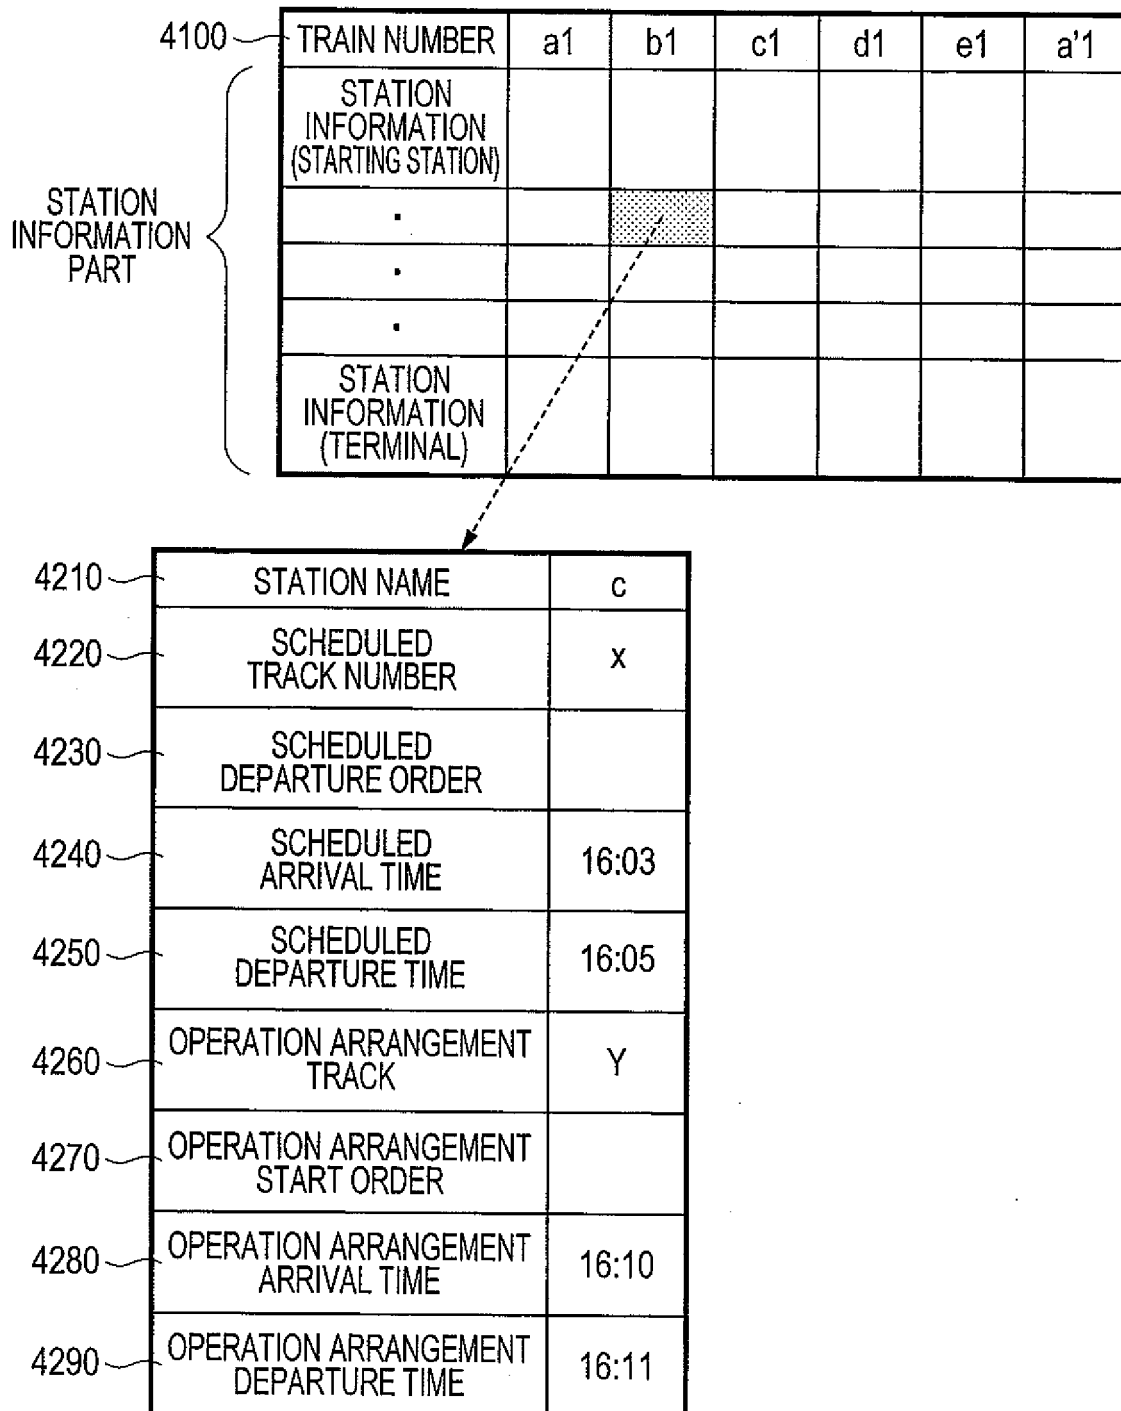 4100 TRAIN NUMBER a1 b1 c1 d1 e1 a'1
STATION
INFORMATION
(STARTING STATION)
STATION
INFORMATION
PART
.
.
.
STATION
INFORMATION
(TERMINAL)
4210 STATION NAME c
4220 SCHEDULED
TRACK NUMBER x
4230 SCHEDULED
DEPARTURE ORDER
4240 SCHEDULED
ARRIVAL TIME 16:03
4250 SCHEDULED
DEPARTURE TIME 16:05
4260 OPERATION ARRANGEMENT
TRACK Y
4270 OPERATION ARRANGEMENT
START ORDER
4280 OPERATION ARRANGEMENT
ARRIVAL TIME 16:10
4290 OPERATION ARRANGEMENT
DEPARTURE TIME 16:11